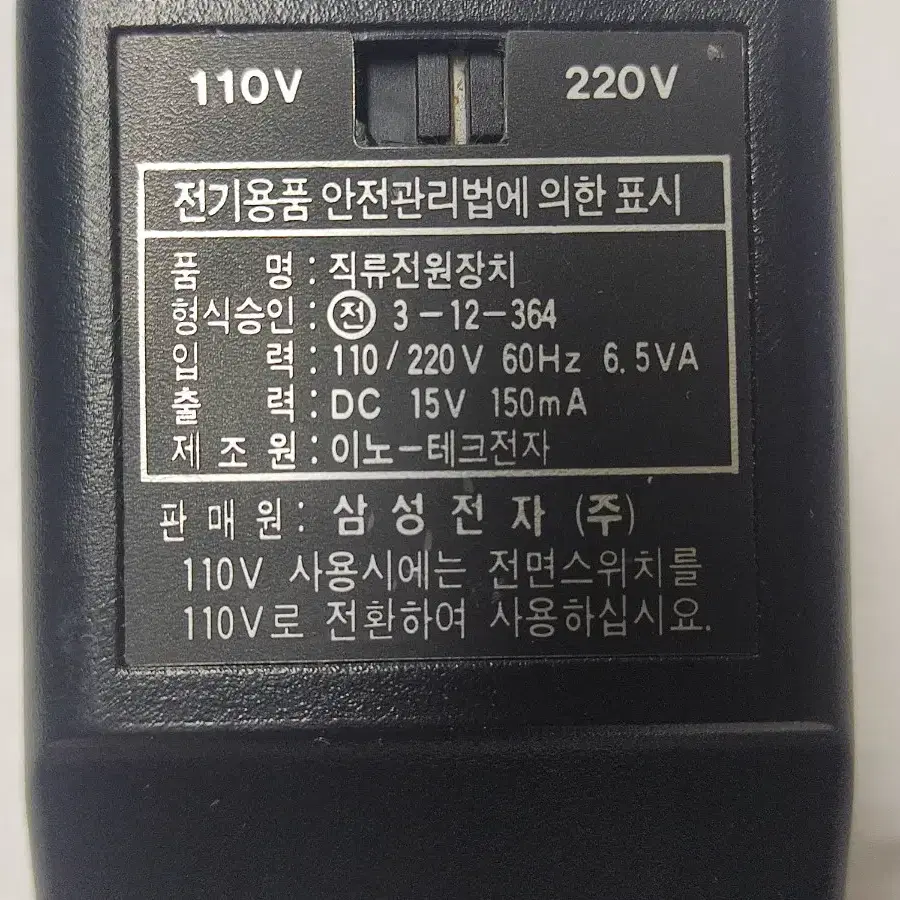 110V 220V
전기용품 안전관리법에 의한 표시
품 명 : 직류전원장치
형식승인 : 전 3-12-364
입 력 : 110/220V 60Hz 6.5VA
출 력 : DC 15V 150mA
제 조 원 : 이노-테크전자
판 매 원 : 삼성전자(주)
110V 사용시에는 전면스위치를
110V로 전환하여 사용하십시요.